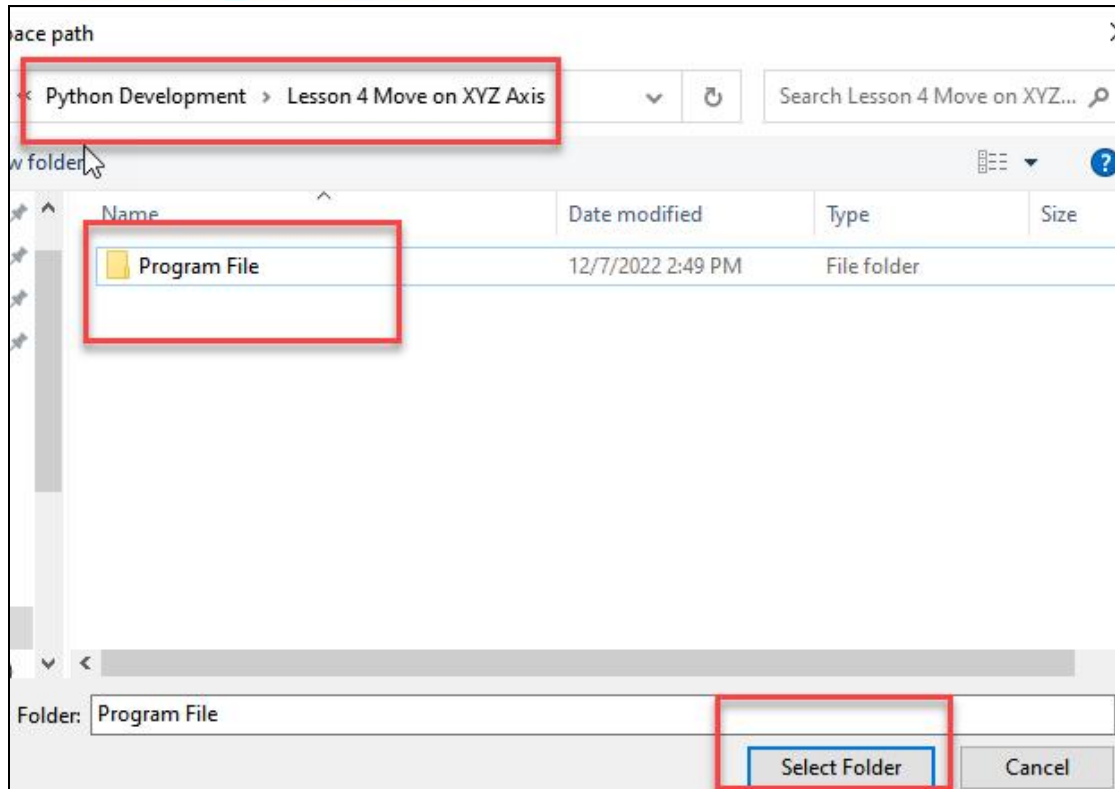 ace path
« Python Development > Lesson 4 Move on XYZ Axis Search Lesson 4 Move on XYZ...
w folder
Name Date modified Type Size
Program File 12/7/2022 2:49 PM File folder
Folder: Program File
Select Folder Cancel